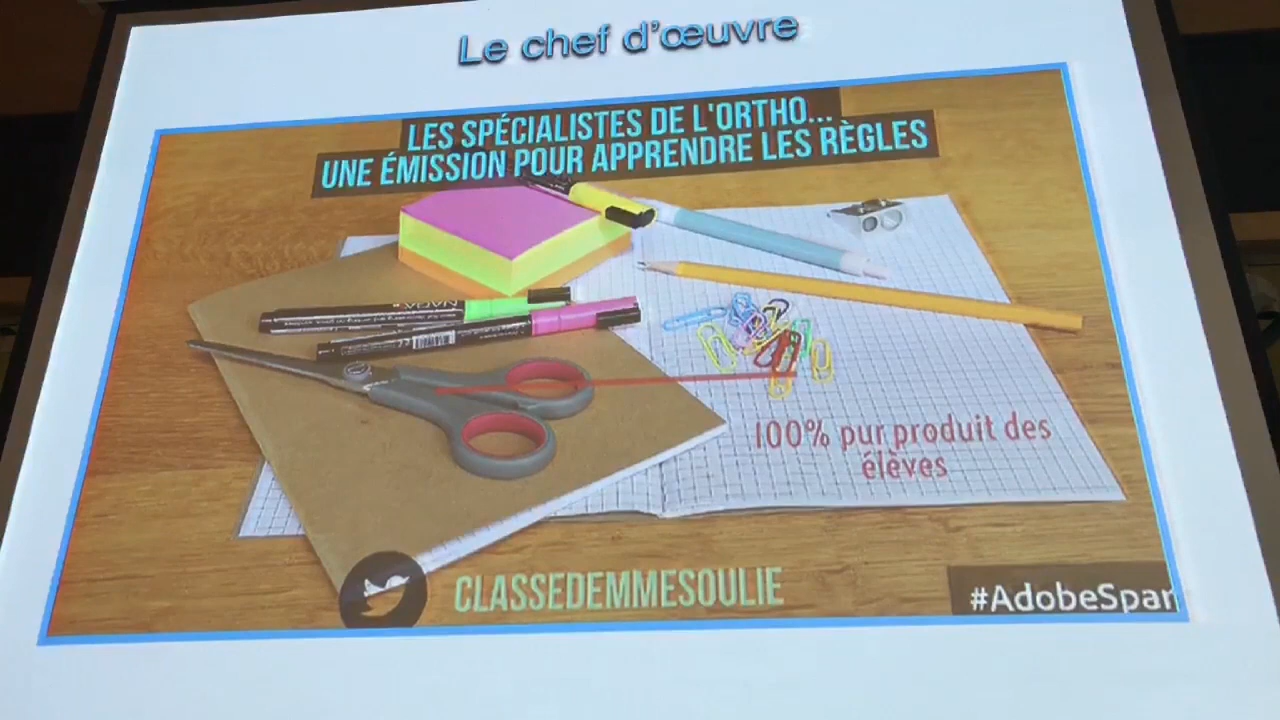 Le chef d'œuvre
LES SPÉCIALISTES DE L'ORTHO...
UNE ÉMISSION POUR APPRENDRE LES RÈGLES
100% pur produit des
élèves
CLASSEDEMMESOULIE
#AdobeSpar